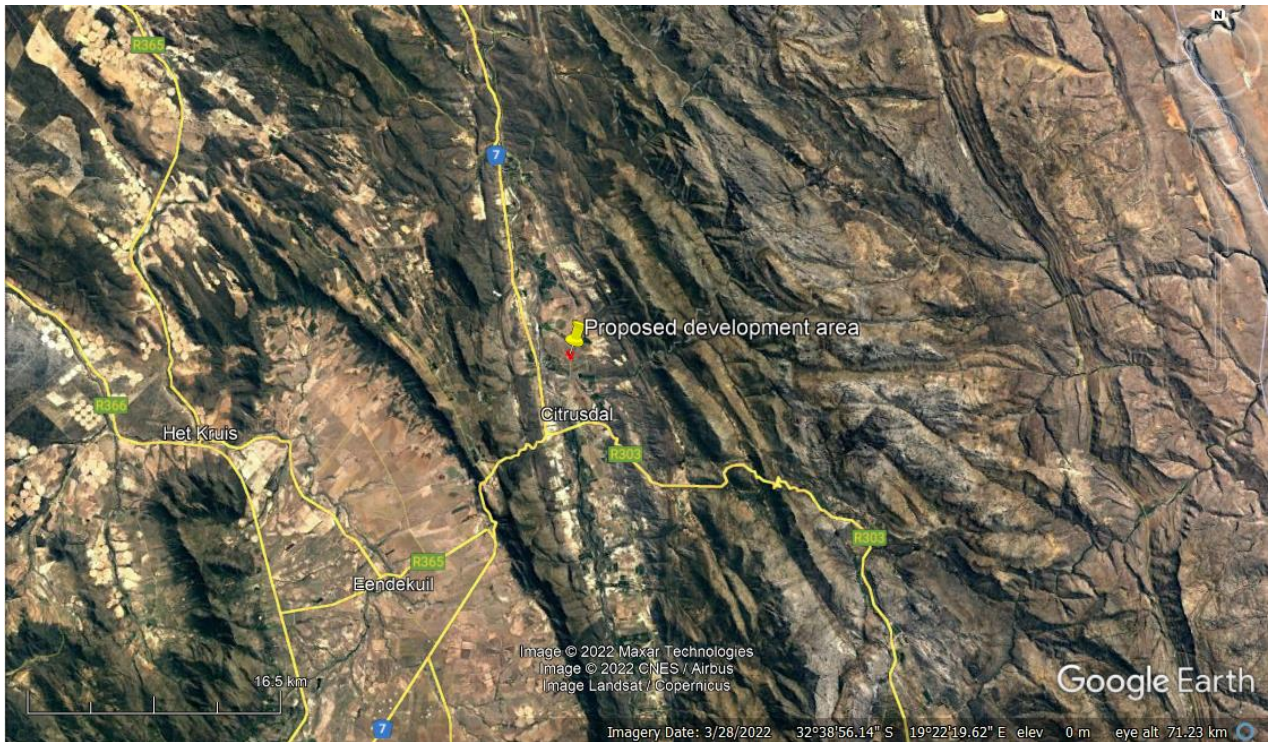 N
R365
7
Proposed development area
R366
Het Kruis
Citrusdal
R303
R303
R365
Eendekuil
Image © 2022 Maxar Technologies
Image © 2022 CNES / Airbus
Image Landsat / Copernicus
16.5 km
Google Earth
7
Imagery Date: 3/28/2022 32°38'56.14" S 19°22'19.62" E elev 0 m eye alt 71.23 km